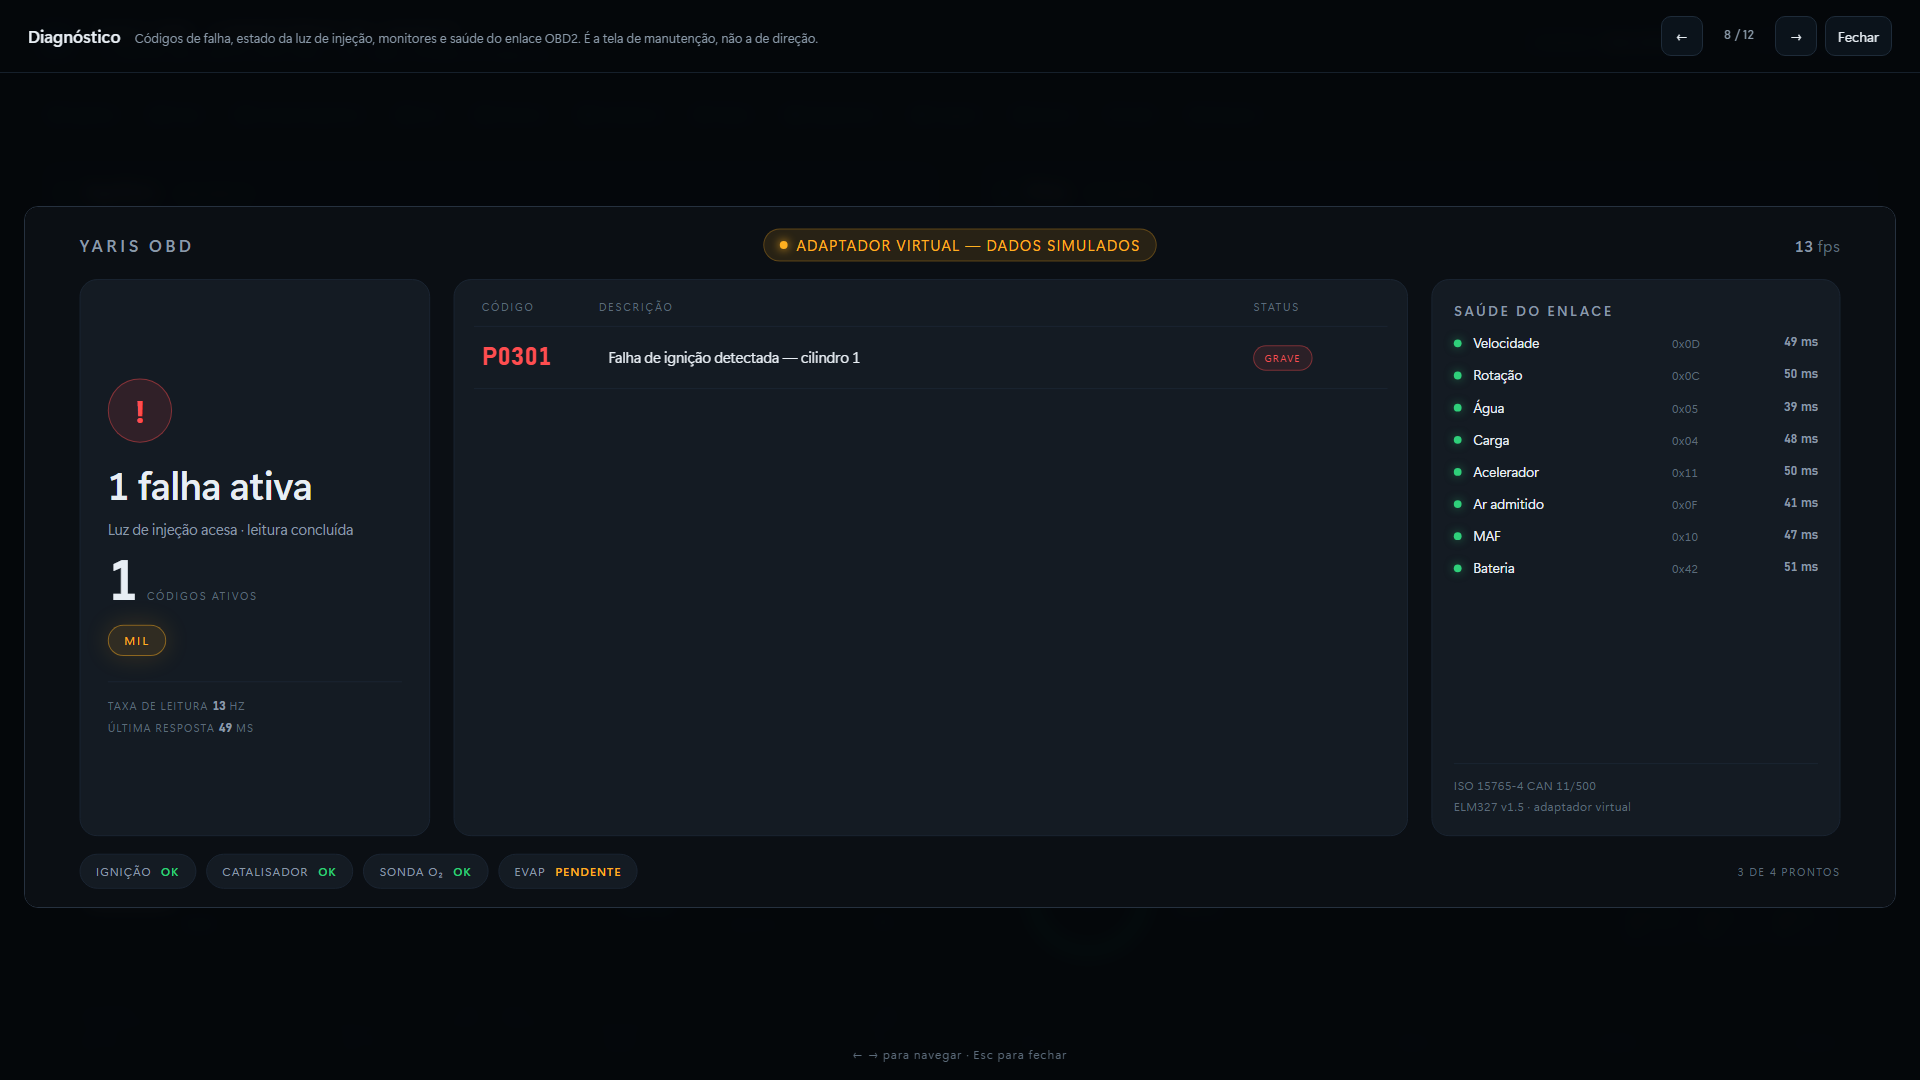 Diagnóstico Códigos de falha, estado da luz de injeção, monitores e saúde do enlace OBD2. É a tela de manutenção, não a de direção.
← 8 / 12 → Fechar
YARIS OBD
ADAPTADOR VIRTUAL — DADOS SIMULADOS
13 fps
!
1 falha ativa
Luz de injeção acesa · leitura concluída
1 CÓDIGOS ATIVOS
MIL
TAXA DE LEITURA 13 HZ
ÚLTIMA RESPOSTA 49 MS
CÓDIGO DESCRIÇÃO STATUS
P0301 Falha de ignição detectada — cilindro 1 GRAVE
SAÚDE DO ENLACE
Velocidade 0x0D 49 ms
Rotação 0x0C 50 ms
Água 0x05 39 ms
Carga 0x04 48 ms
Acelerador 0x11 50 ms
Ar admitido 0x0F 41 ms
MAF 0x10 47 ms
Bateria 0x42 51 ms
ISO 15765-4 CAN 11/500
ELM327 v1.5 · adaptador virtual
IGNIÇÃO OK CATALISADOR OK SONDA O₂ OK EVAP PENDENTE
3 DE 4 PRONTOS
← → para navegar · Esc para fechar